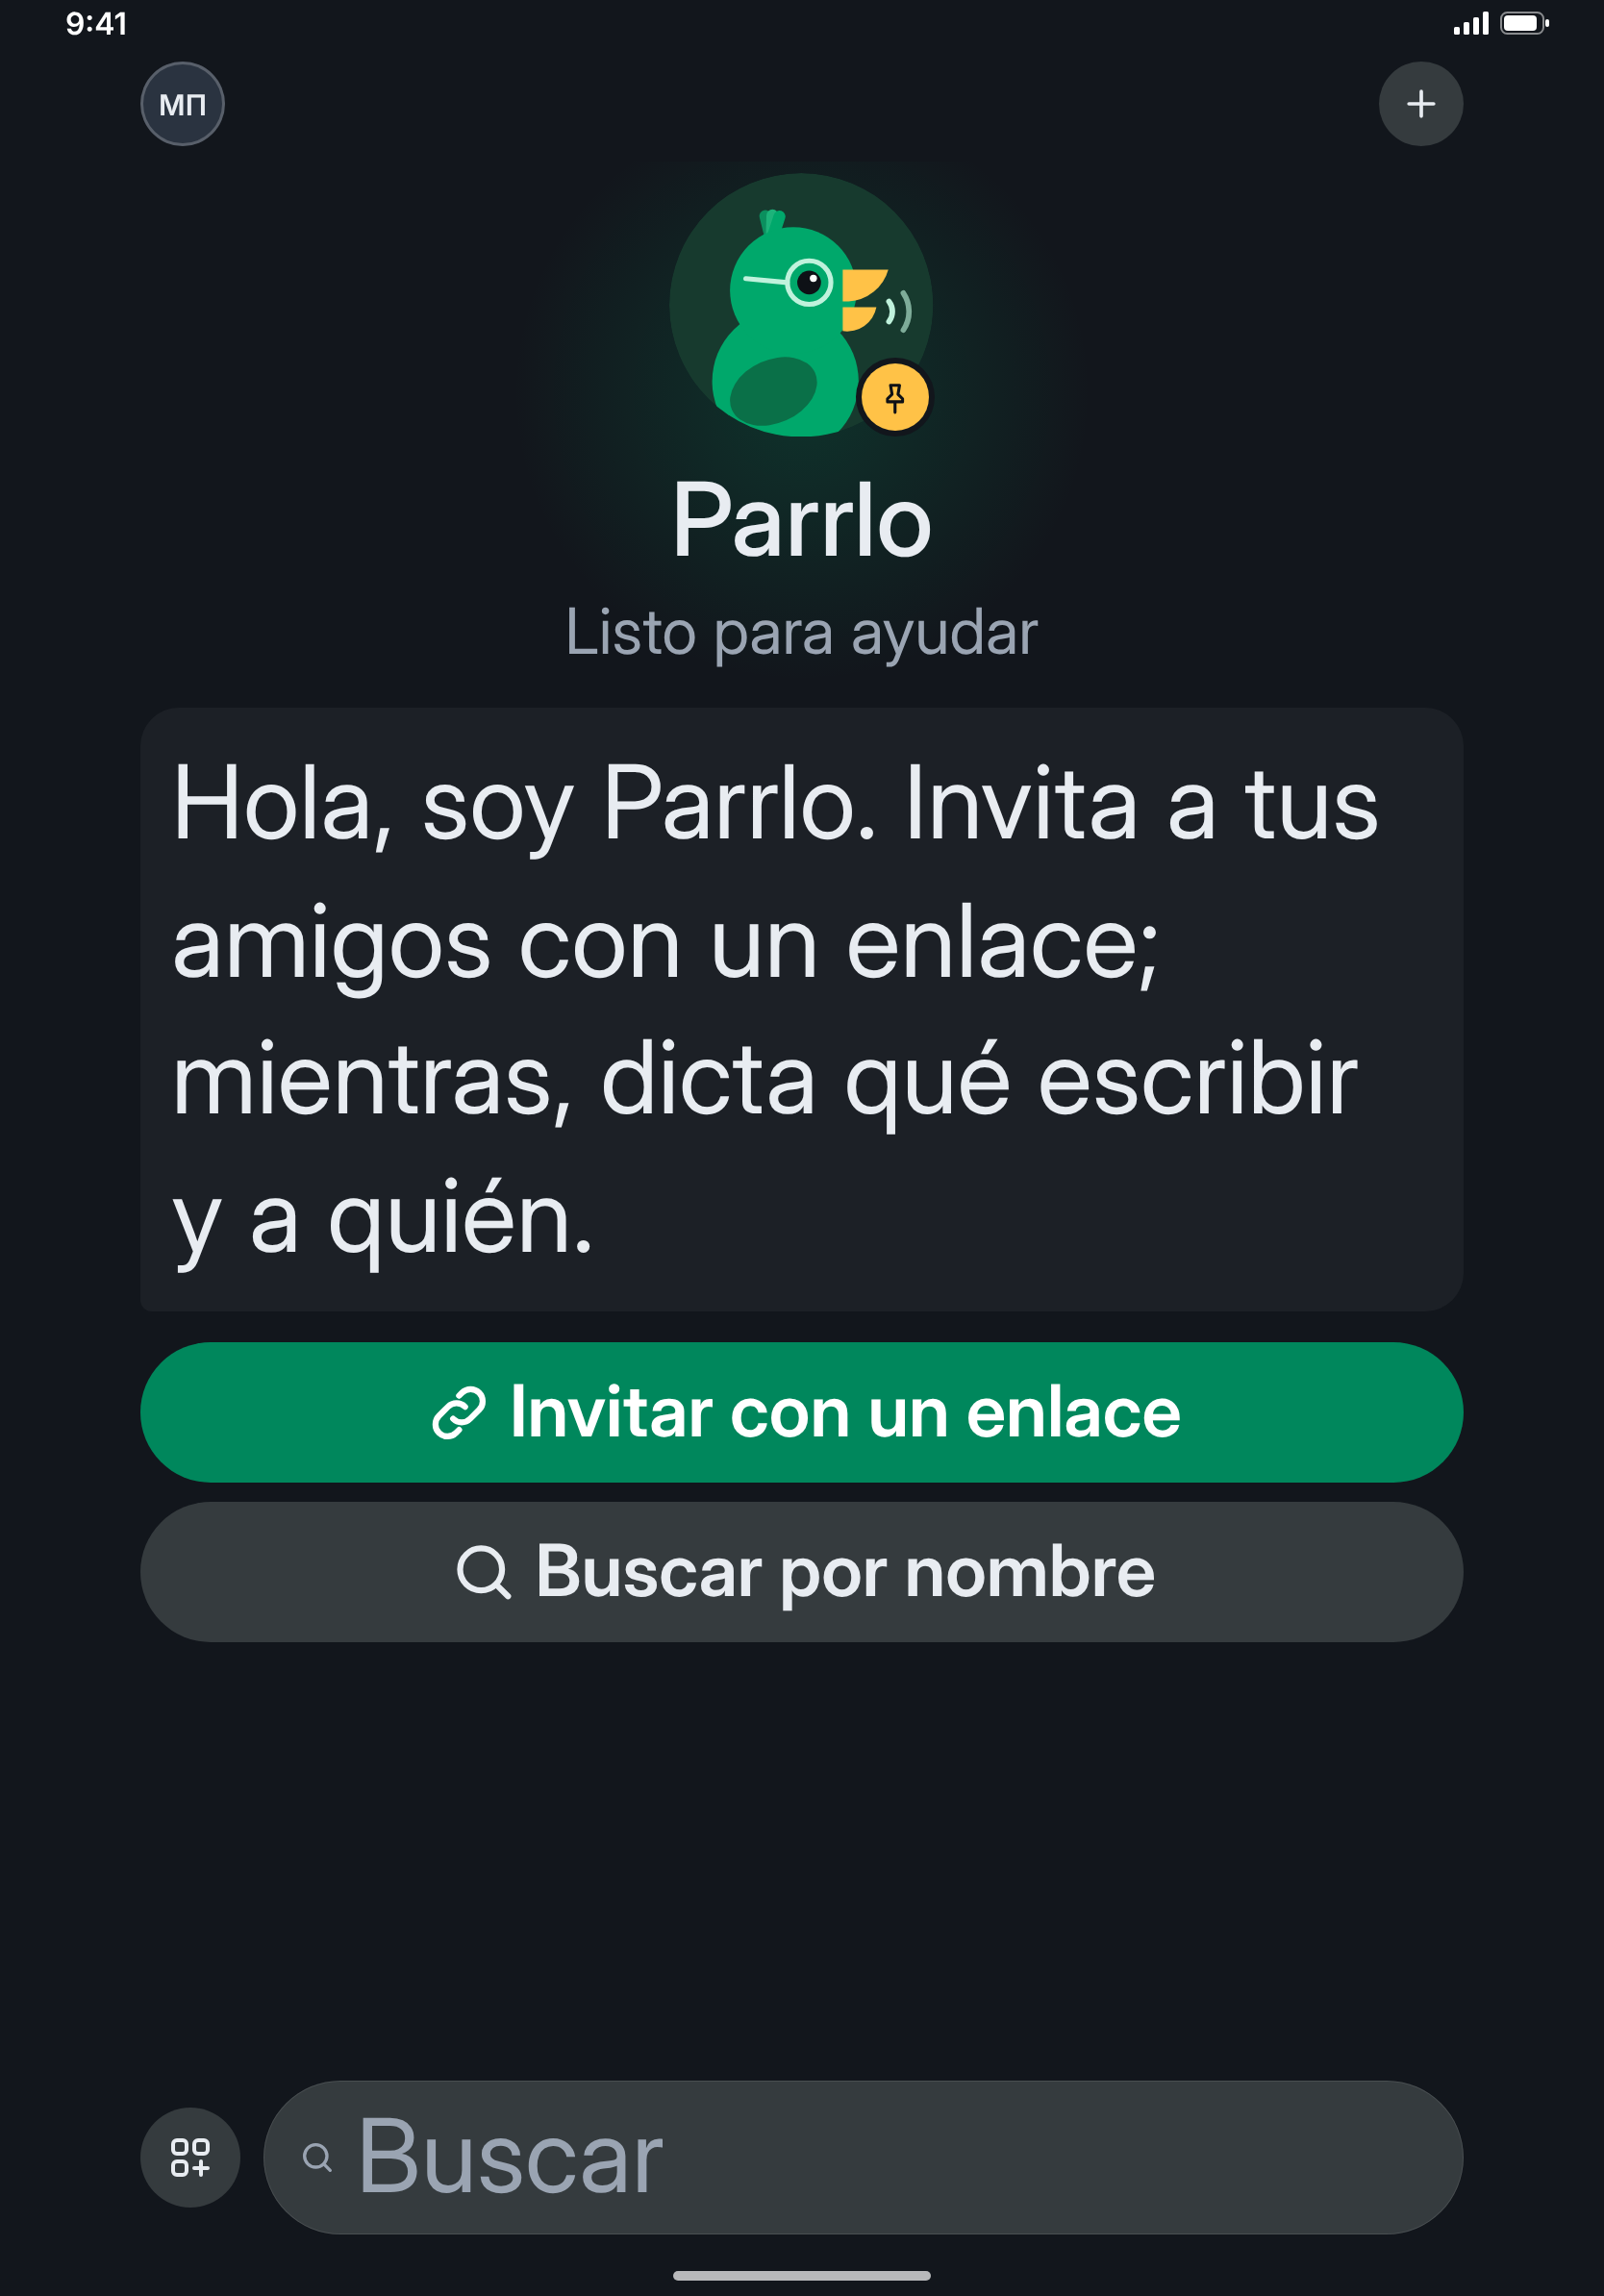 9:41
МП
Parrlo
Listo para ayudar
Hola, soy Parrlo. Invita a tus
amigos con un enlace;
mientras, dicta qué escribir
y a quién.
Invitar con un enlace
Buscar por nombre
Buscar